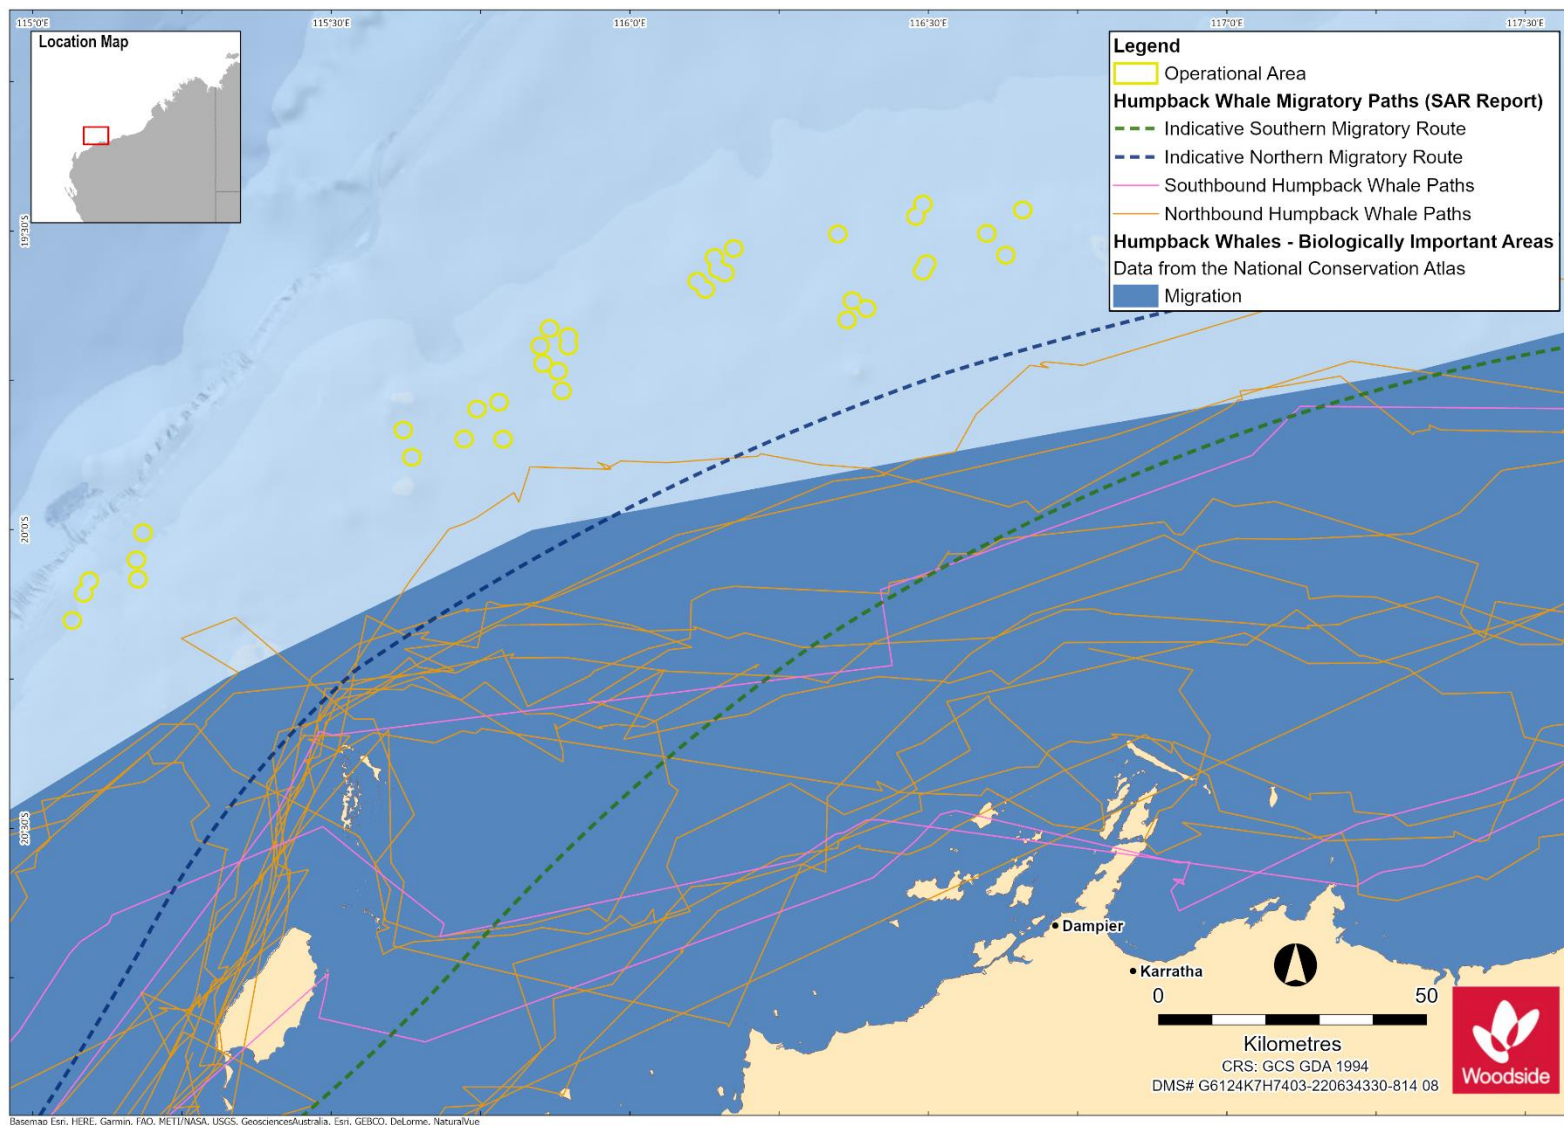 115°0'E 115°30'E 116°0'E 116°30'E 117°0'E 117°30'E
Location Map
Legend
Operational Area
Humpback Whale Migratory Paths (SAR Report)
Indicative Southern Migratory Route
Indicative Northern Migratory Route
Southbound Humpback Whale Paths
Northbound Humpback Whale Paths
Humpback Whales - Biologically Important Areas
Data from the National Conservation Atlas
Migration
19°30'S
20°0'S
20°30'S
Dampier
Karratha
0 50
Kilometres
CRS: GCS GDA 1994
DMS# G6124K7H7403-220634330-814 08
Woodside
Basemap Esri, HERE, Garmin, FAO, METI/NASA, USGS, GeosciencesAustralia, Esri, GEBCO, DeLorme, NaturalVue